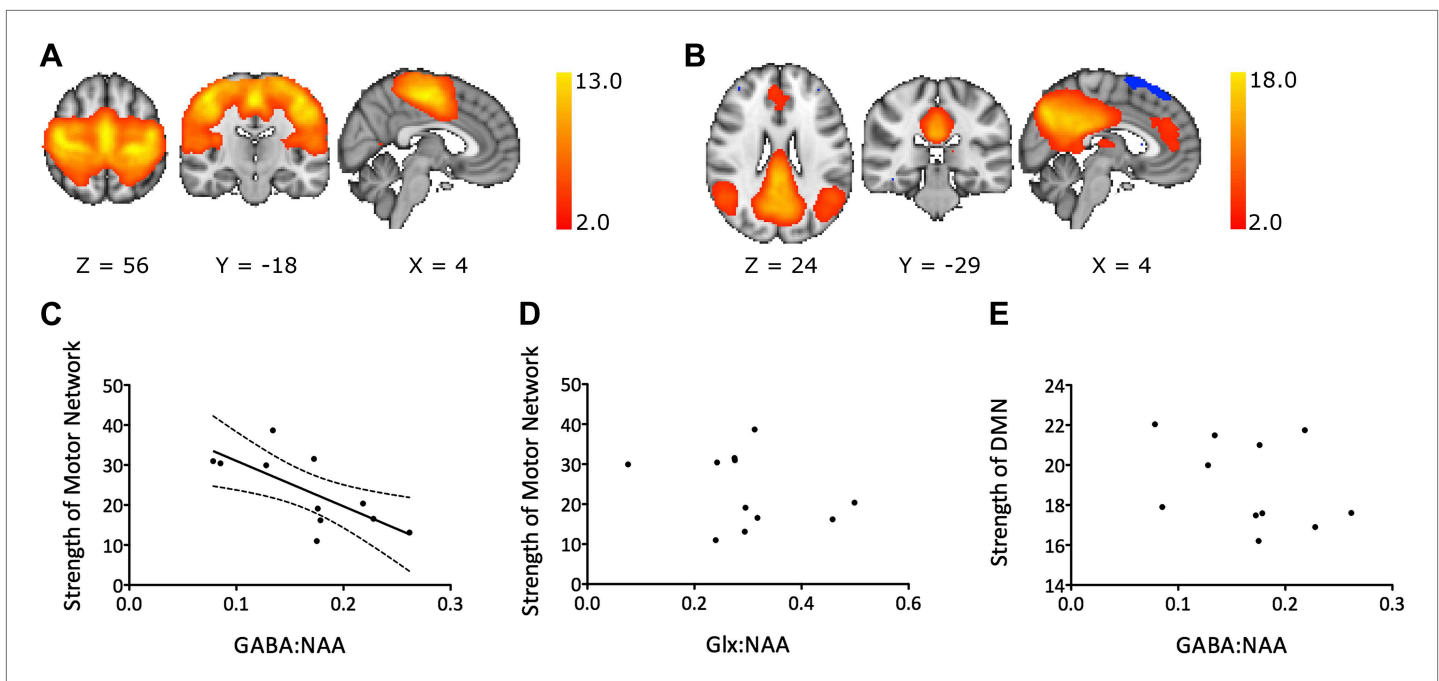 A
13.0
2.0
Z = 56
Y = -18
X = 4
B
18.0
2.0
Z = 24
Y = -29
X = 4
C
Strength of Motor Network
50
40
30
20
10
0
0.0
0.1
0.2
0.3
GABA:NAA
D
Strength of Motor Network
50
40
30
20
10
0
0.0
0.2
0.4
0.6
Glx:NAA
E
Strength of DMN
24
22
20
18
16
14
0.0
0.1
0.2
0.3
GABA:NAA